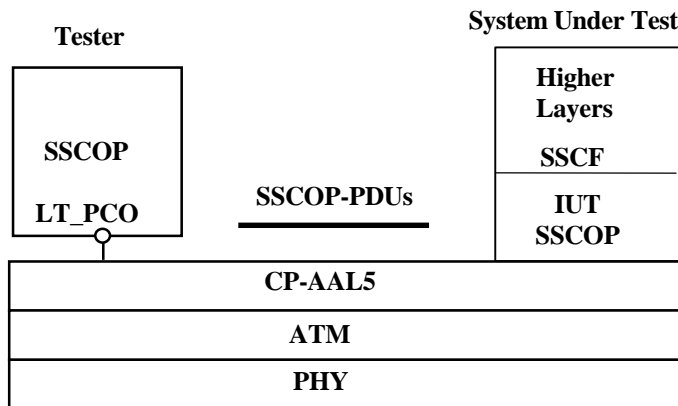 System Under Test
Tester
Higher
Layers
SSCOP
SSCF
SSCOP-PDUs
LT_PCO
IUT
SSCOP
CP-AAL5
ATM
PHY